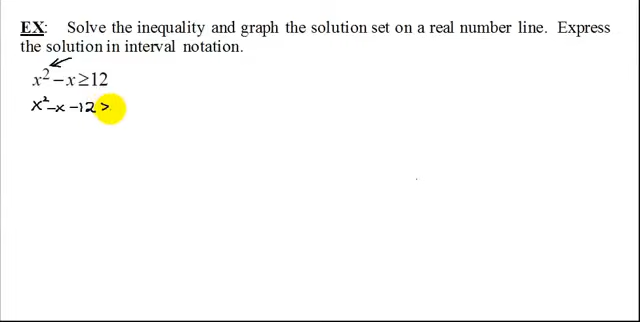 EX: Solve the inequality and graph the solution set on a real number line. Express
the solution in interval notation.
x² − x ≥ 12
x² − x − 12 >